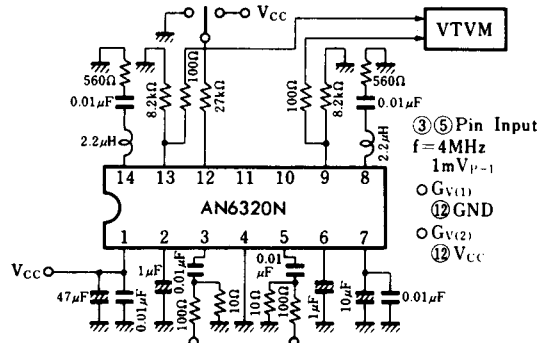 VCC
VTVM
560Ω
0.01μF
2.2μH
8.2kΩ
100Ω
27kΩ
100Ω
8.2kΩ
560Ω
0.01μF
2.2μH
③⑤Pin Input
f=4MHz
1mVP-1
○ GV(1)
⑫GND
○ GV(2)
⑫VCC
14 13 12 11 10 9 8
AN6320N
1 2 3 4 5 6 7
VCC
47μF
0.01μF
1μF
0.01μF
100Ω
10Ω
0.01
μF
10Ω
100Ω
1μF
10μF
0.01μF